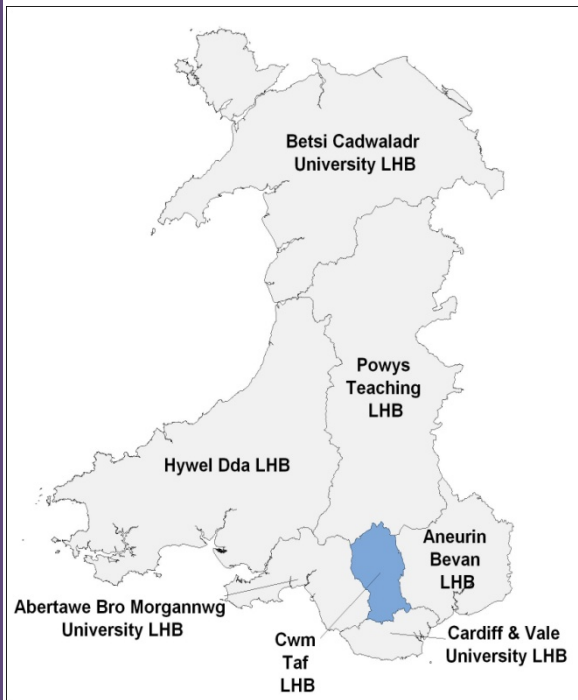 Betsi Cadwaladr
University LHB
Powys
Teaching
LHB
Hywel Dda LHB
Aneurin
Bevan
LHB
Abertawe Bro Morgannwg
University LHB
Cwm
Taf
LHB
Cardiff & Vale
University LHB